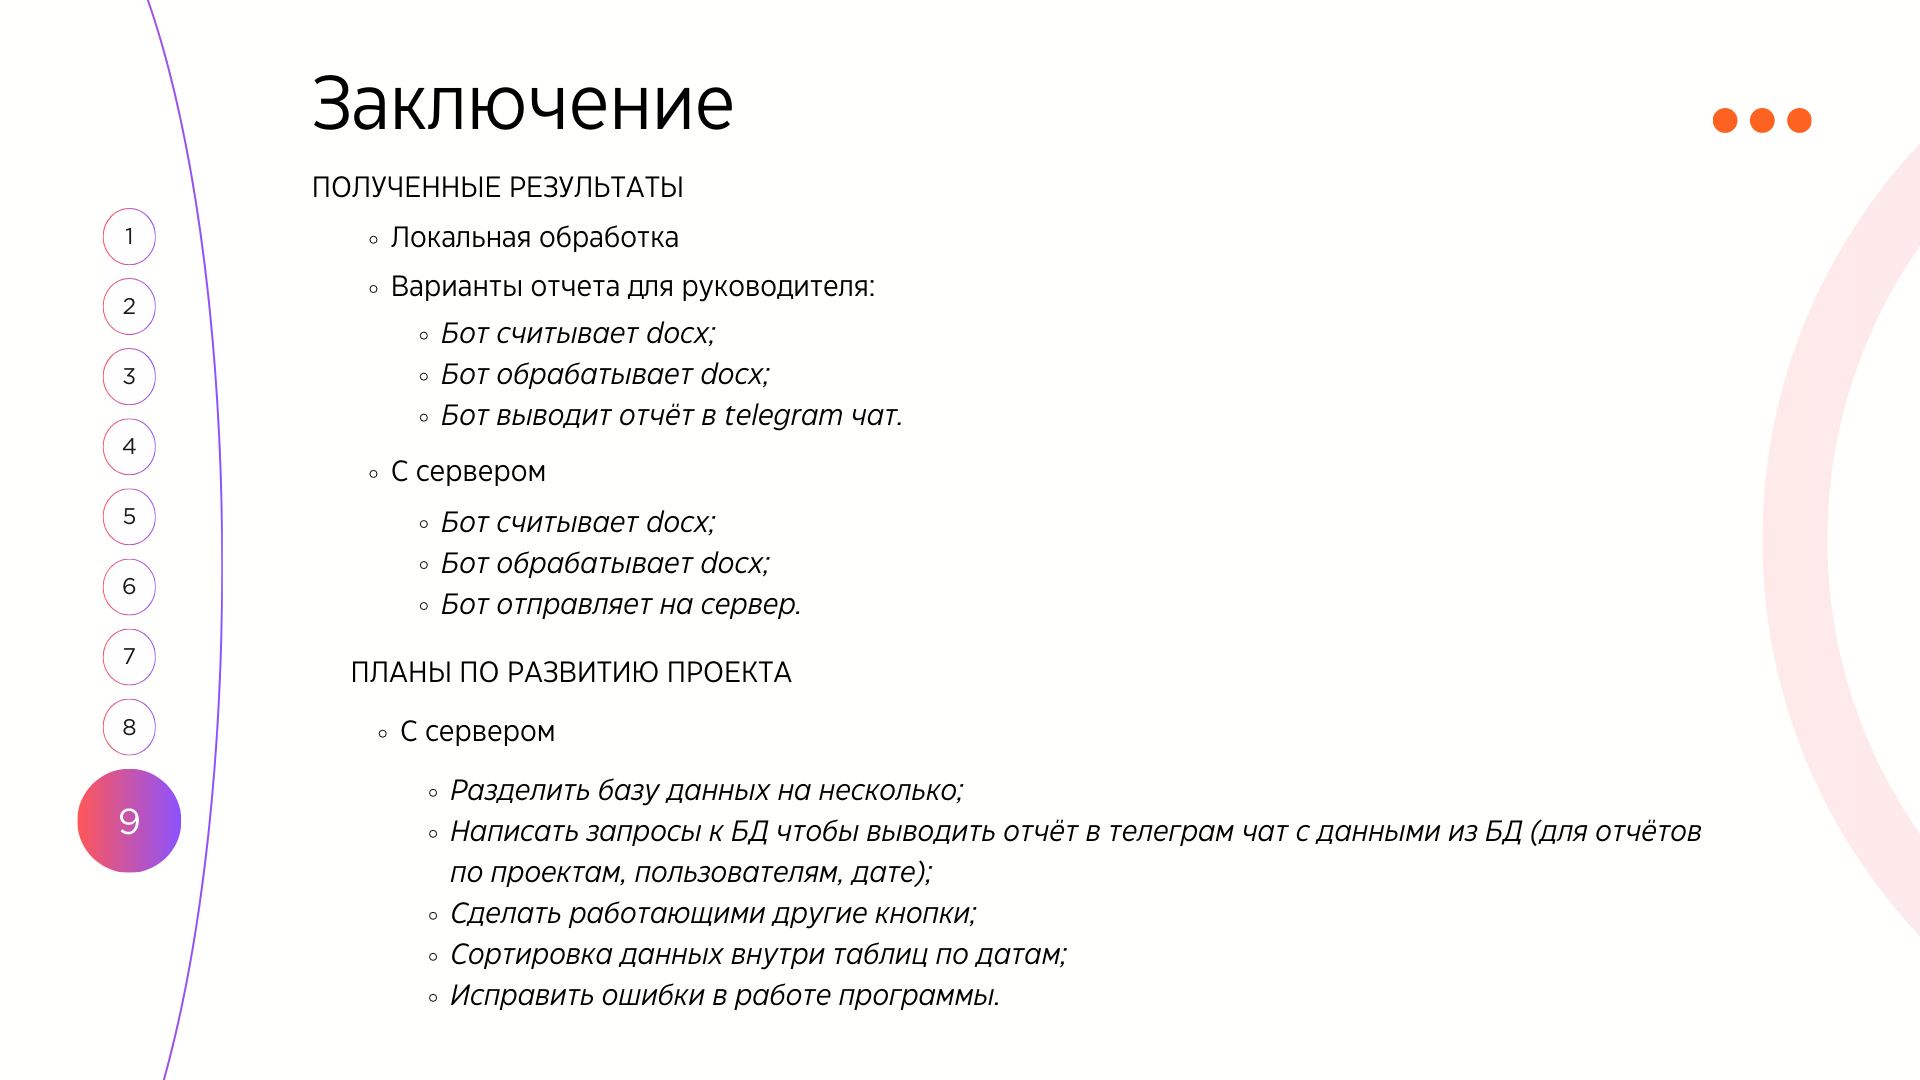 Заключение
ПОЛУЧЕННЫЕ РЕЗУЛЬТАТЫ
Локальная обработка
Варианты отчета для руководителя:
Бот считывает docx;
Бот обрабатывает docx;
Бот выводит отчёт в telegram чат.
С сервером
Бот считывает docx;
Бот обрабатывает docx;
Бот отправляет на сервер.
ПЛАНЫ ПО РАЗВИТИЮ ПРОЕКТА
С сервером
Разделить базу данных на несколько;
Написать запросы к БД чтобы выводить отчёт в телеграм чат с данными из БД (для отчётов
по проектам, пользователям, дате);
Сделать работающими другие кнопки;
Сортировка данных внутри таблиц по датам;
Исправить ошибки в работе программы.
1
2
3
4
5
6
7
8
9